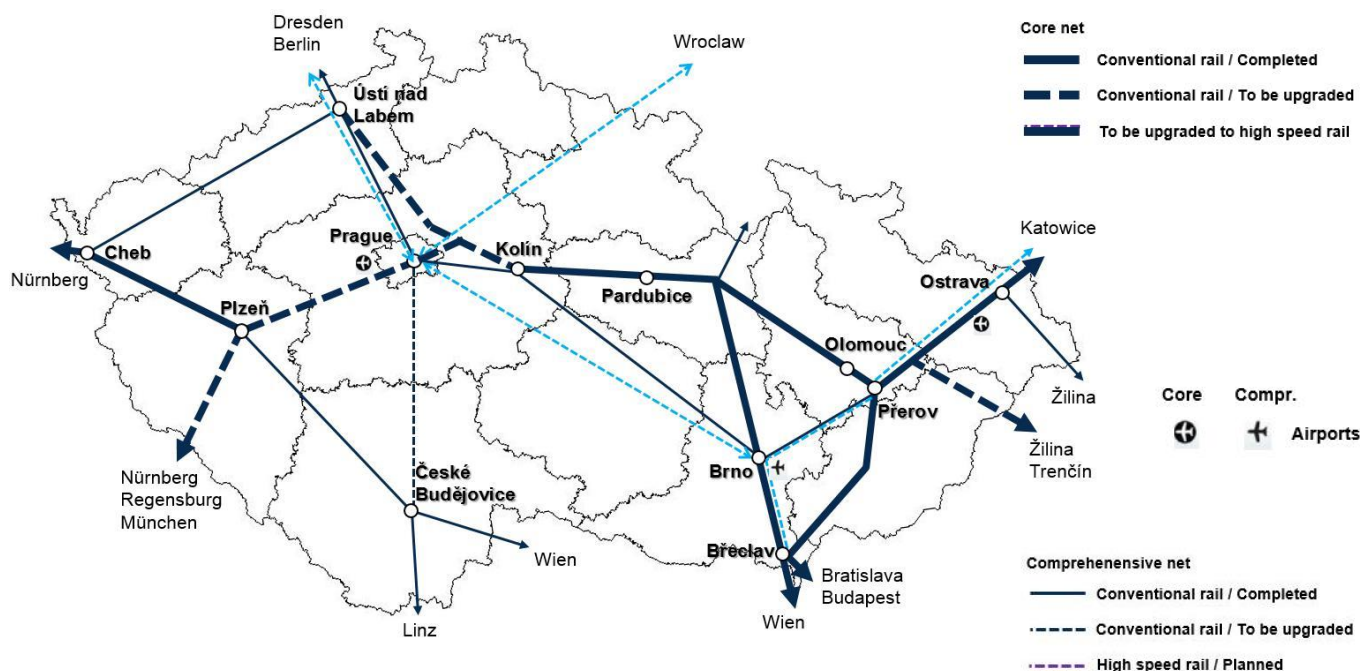 Dresden
Berlin
Wroclaw
Ústí nad
Labem
Prague
Kolín
Cheb
Nürnberg
Pardubice
Plzeň
Katowice
Ostrava
Olomouc
Přerov
Žilina
Žilina
Trenčín
Nürnberg
Regensburg
München
České
Budějovice
Brno
Wien
Břeclav
Bratislava
Budapest
Linz
Wien
Core net
Conventional rail / Completed
Conventional rail / To be upgraded
To be upgraded to high speed rail
Core Compr.
Airports
Comprehenensive net
Conventional rail / Completed
Conventional rail / To be upgraded
High speed rail / Planned